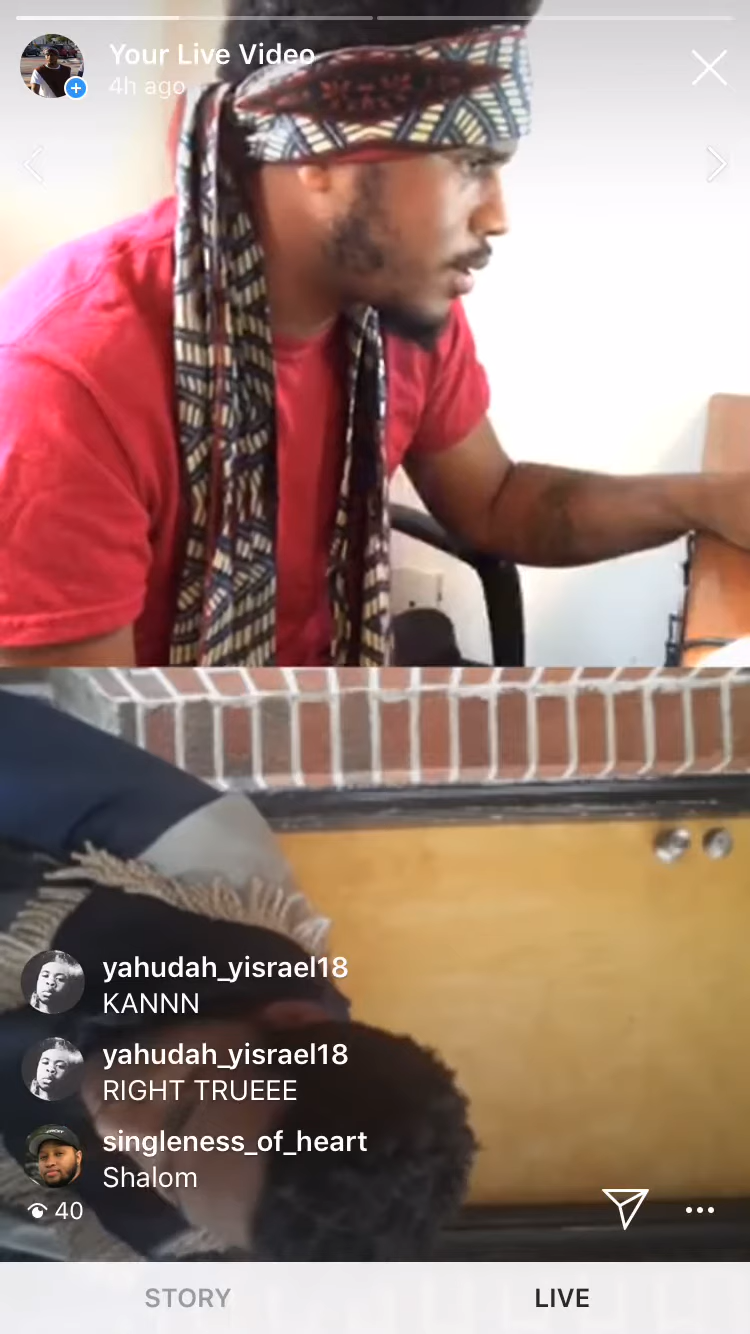 Your Live Video
4h ago
yahudah_yisrael18
KANNN
yahudah_yisrael18
RIGHT TRUEEE
singleness_of_heart
Shalom
40
STORY
LIVE